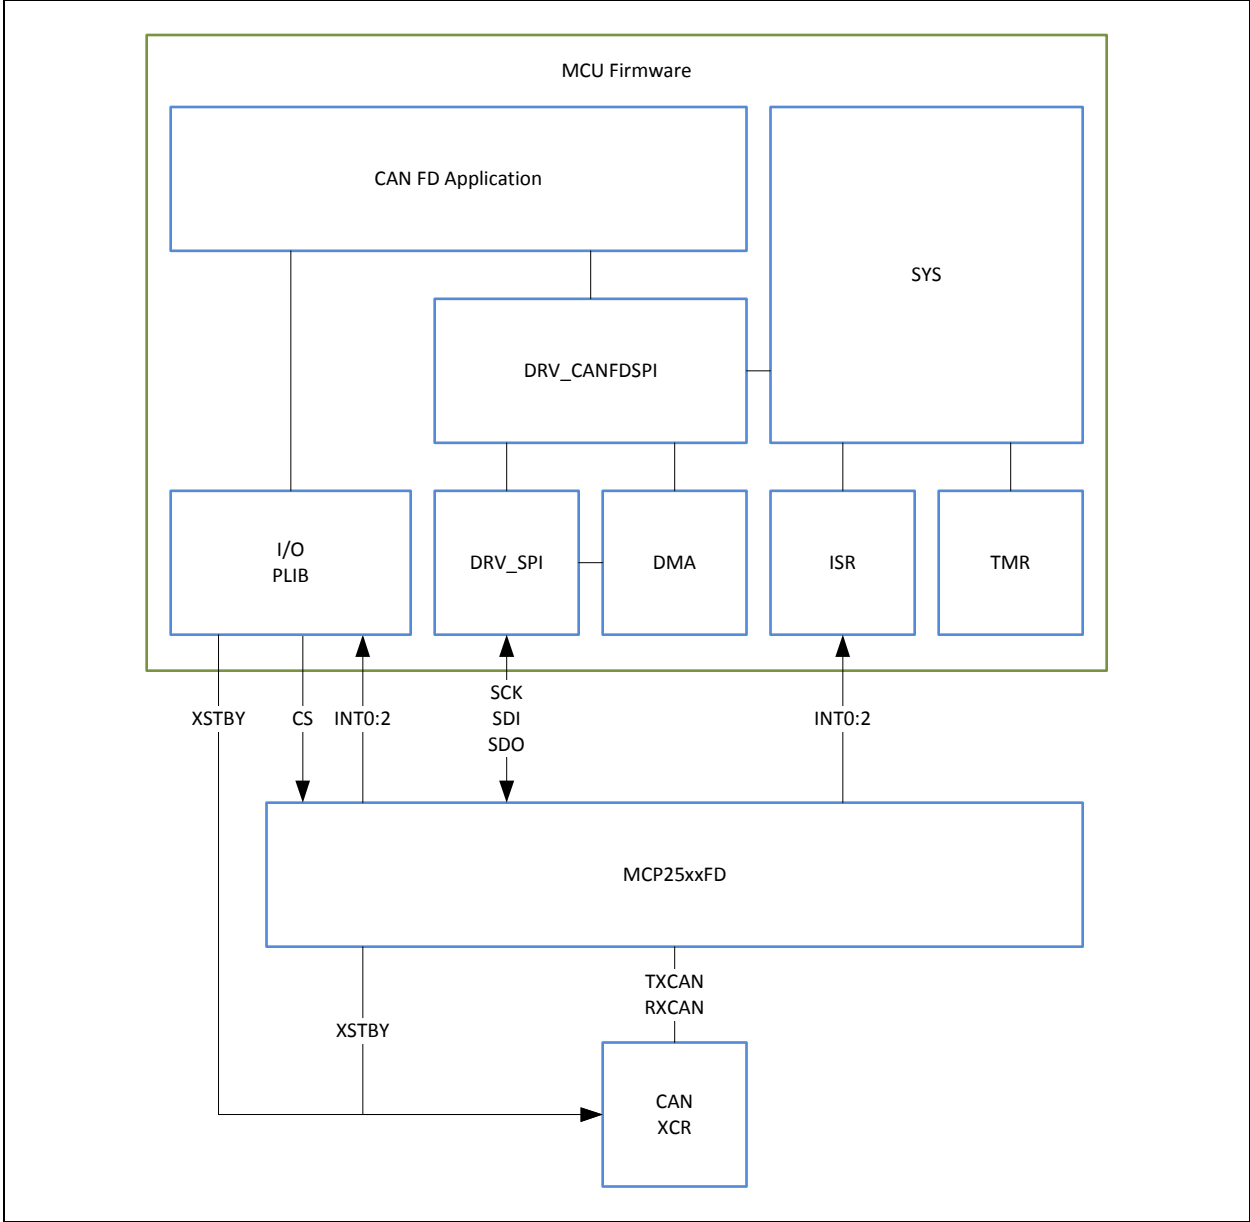 MCU Firmware
CAN FD Application
SYS
DRV_CANFDSPI
I/O
PLIB
DRV_SPI
DMA
ISR
TMR
XSTBY
CS
INT0:2
SCK
SDI
SDO
INT0:2
MCP25xxFD
TXCAN
RXCAN
XSTBY
CAN
XCR